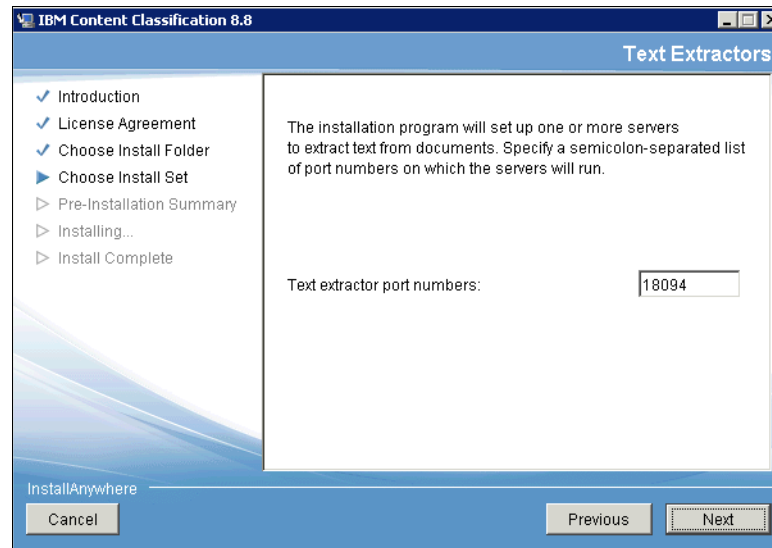 IBM Content Classification 8.8
Text Extractors
Introduction
License Agreement
Choose Install Folder
Choose Install Set
Pre-Installation Summary
Installing...
Install Complete
The installation program will set up one or more servers
to extract text from documents. Specify a semicolon-separated list
of port numbers on which the servers will run.
Text extractor port numbers: 18094
InstallAnywhere
Cancel Previous Next